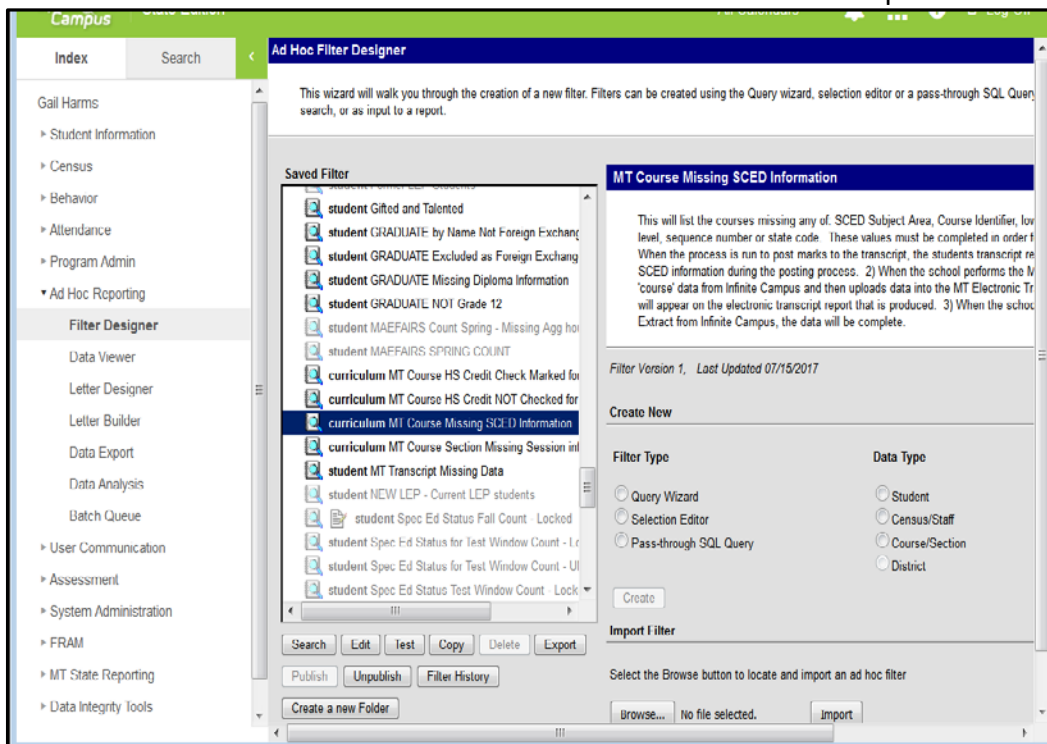 Campus
Index
Search
Gail Harms
Student Information
Census
Behavior
Attendance
Program Admin
Ad Hoc Reporting
Filter Designer
Data Viewer
Letter Designer
Letter Builder
Data Export
Data Analysis
Batch Queue
User Communication
Assessment
System Administration
FRAM
MT State Reporting
Data Integrity Tools
Ad Hoc Filter Designer
This wizard will walk you through the creation of a new filter. Filters can be created using the Query wizard, selection editor or a pass-through SQL Query
search, or as input to a report.
Saved Filter
student Gifted and Talented
student GRADUATE by Name Not Foreign Exchang
student GRADUATE Excluded as Foreign Exchang
student GRADUATE Missing Diploma Information
student GRADUATE NOT Grade 12
student MAEFAIRS Count Spring - Missing Agg hou
student MAEFAIRS SPRING COUNT
curriculum MT Course HS Credit Check Marked for
curriculum MT Course HS Credit NOT Checked for
curriculum MT Course Missing SCED Information
curriculum MT Course Section Missing Session inf
student MT Transcript Missing Data
student NEW LEP - Current LEP students
student Spec Ed Status Fall Count - Locked
student Spec Ed Status for Test Window Count - Lo
student Spec Ed Status for Test Window Count - Ul
student Spec Ed Status Test Window Count - Lock
Search Edit Test Copy Delete Export
Publish Unpublish Filter History
Create a new Folder
MT Course Missing SCED Information
This will list the courses missing any of. SCED Subject Area, Course Identifier, low
level, sequence number or state code. These values must be completed in order f
When the process is run to post marks to the transcript, the students transcript re
SCED information during the posting process. 2) When the school performs the M
'course' data from Infinite Campus and then uploads data into the MT Electronic Tr
will appear on the electronic transcript report that is produced. 3) When the school
Extract from Infinite Campus, the data will be complete.
Filter Version 1, Last Updated 07/15/2017
Create New
Filter Type
Data Type
Query Wizard
Student
Selection Editor
Census/Staff
Pass-through SQL Query
Course/Section
District
Create
Import Filter
Select the Browse button to locate and import an ad hoc filter
Browse... No file selected. Import